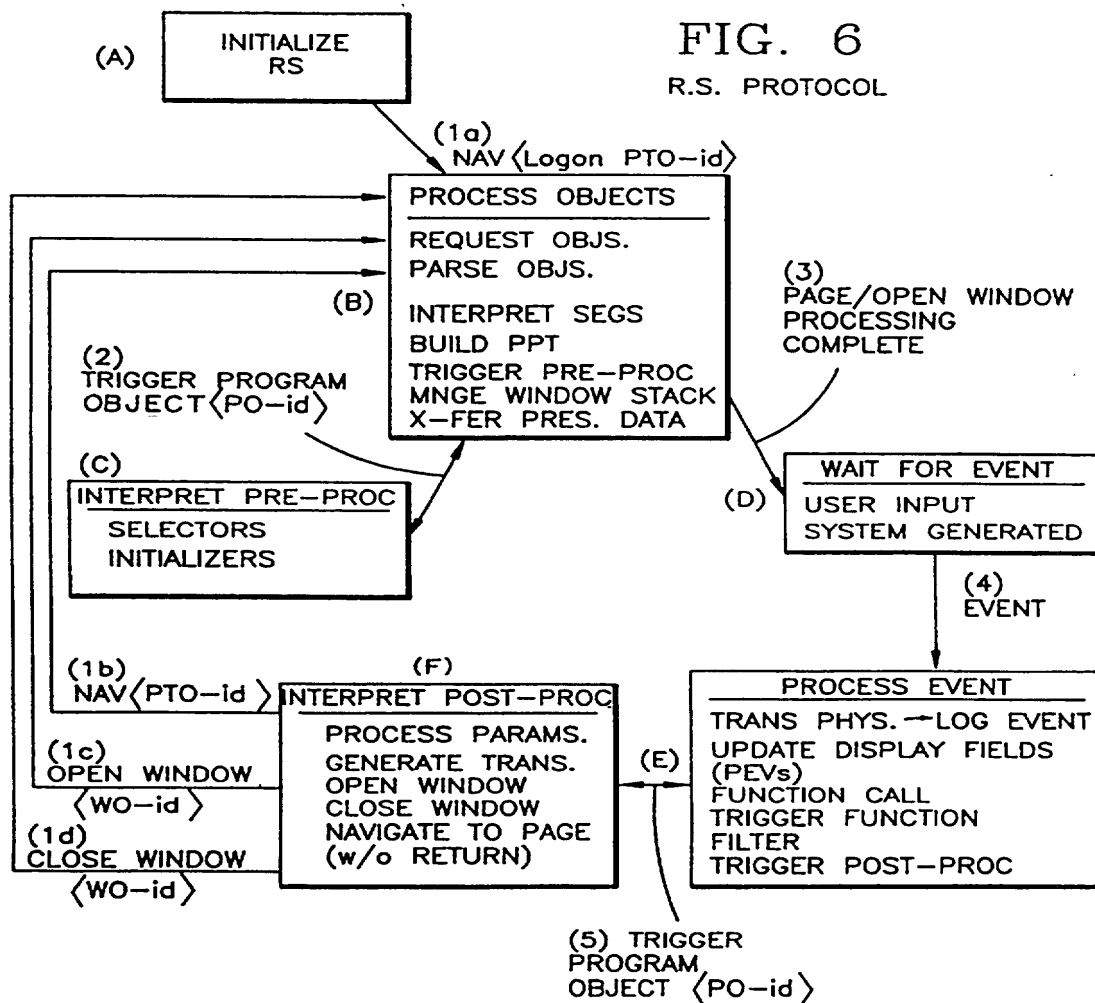 FIG. 6
R.S. PROTOCOL
(A)
INITIALIZE
RS
(1a)
NAV〈Logon PTO-id〉
(B)
PROCESS OBJECTS
REQUEST OBJS.
PARSE OBJS.
INTERPRET SEGS
BUILD PPT
TRIGGER PRE-PROC
MNGE WINDOW STACK
X-FER PRES. DATA
(2)
TRIGGER PROGRAM
OBJECT〈PO-id〉
(3)
PAGE/OPEN WINDOW
PROCESSING
COMPLETE
(C)
INTERPRET PRE-PROC
SELECTORS
INITIALIZERS
(D)
WAIT FOR EVENT
USER INPUT
SYSTEM GENERATED
(4)
EVENT
(1b)
NAV〈PTO-id〉
(1c)
OPEN WINDOW
〈WO-id〉
(1d)
CLOSE WINDOW
〈WO-id〉
(F)
INTERPRET POST-PROC
PROCESS PARAMS.
GENERATE TRANS.
OPEN WINDOW
CLOSE WINDOW
NAVIGATE TO PAGE
(w/o RETURN)
(E)
PROCESS EVENT
TRANS PHYS.→LOG EVENT
UPDATE DISPLAY FIELDS
(PEVs)
FUNCTION CALL
TRIGGER FUNCTION
FILTER
TRIGGER POST-PROC
(5) TRIGGER
PROGRAM
OBJECT 〈PO-id〉